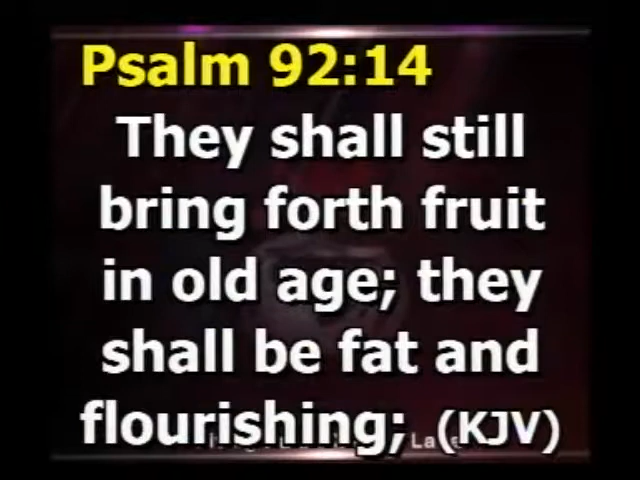 Psalm 92:14
They shall still
bring forth fruit
in old age; they
shall be fat and
flourishing; (KJV)